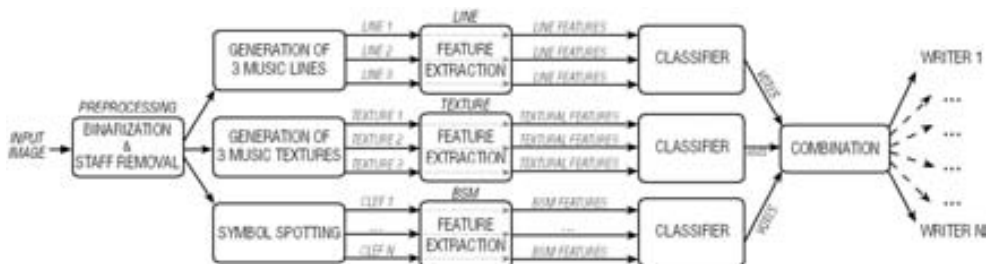 INPUT
IMAGE
PREPROCESSING
BINARIZATION
&
STAFF REMOVAL
GENERATION OF
3 MUSIC LINES
LINE 1
LINE 2
LINE 3
LINE
FEATURE
EXTRACTION
LINE FEATURES
LINE FEATURES
LINE FEATURES
CLASSIFIER
VOTES
GENERATION OF
3 MUSIC TEXTURES
TEXTURE 1
TEXTURE 2
TEXTURE 3
TEXTURE
FEATURE
EXTRACTION
TEXTURAL FEATURES
TEXTURAL FEATURES
TEXTURAL FEATURES
CLASSIFIER
SYMBOL SPOTTING
CLEF 1
...
CLEF N
BSM
FEATURE
EXTRACTION
BSM FEATURES
...
BSM FEATURES
CLASSIFIER
VOTES
COMBINATION
WRITER 1
...
...
...
...
WRITER N